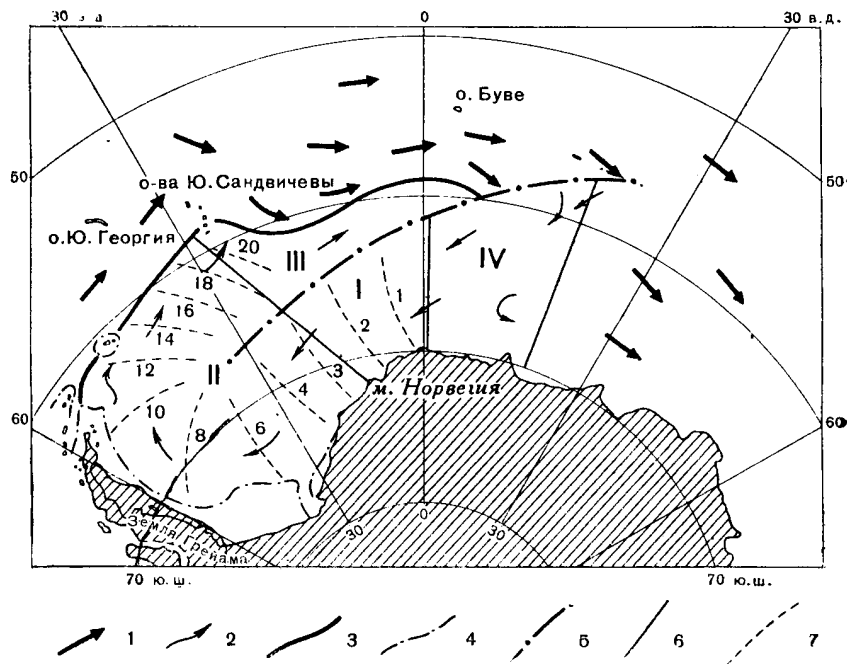 30 з д
0
30 в.д.
о. Буве
50
50
о-ва Ю. Сандвичевы
о.Ю. Георгия
20
III
IV
18
I
1
16
2
14
12
II
3
м. Норвегия
4
10
60
8
6
60
Земля Грейама
30
0
30
70 ю.ш.
70 ю.ш.
1
2
3
4
5
6
7